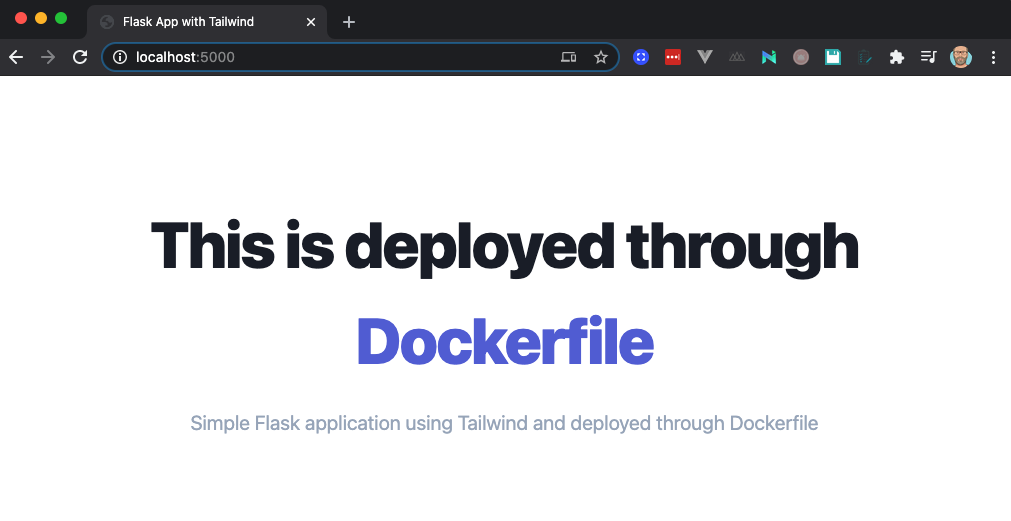 Flask App with Tailwind
localhost:5000
This is deployed through
Dockerfile
Simple Flask application using Tailwind and deployed through Dockerfile